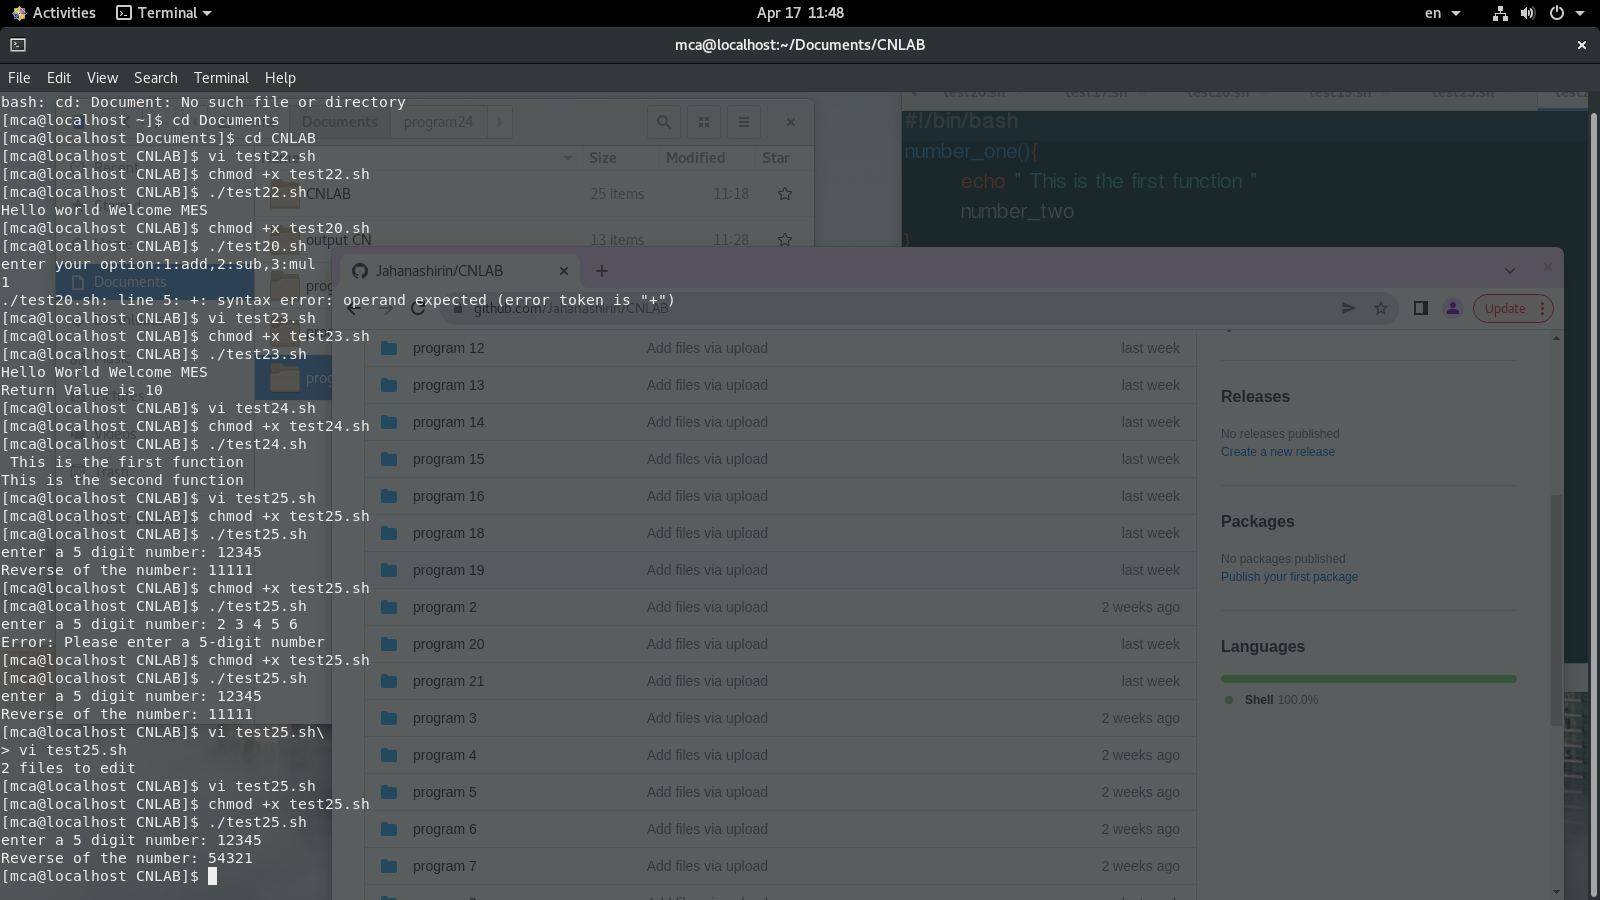 Activities
Terminal
Apr 17 11:48
en
mca@localhost:~/Documents/CNLAB
File Edit View Search Terminal Help
bash: cd: Document: No such file or directory
[mca@localhost ~]$ cd Documents
[mca@localhost Documents]$ cd CNLAB
[mca@localhost CNLAB]$ vi test22.sh
[mca@localhost CNLAB]$ chmod +x test22.sh
[mca@localhost CNLAB]$ ./test22.sh
Hello world Welcome MES
[mca@localhost CNLAB]$ chmod +x test20.sh
[mca@localhost CNLAB]$ ./test20.sh
enter your option:1:add,2:sub,3:mul
1
./test20.sh: line 5: +: syntax error: operand expected (error token is "+")
[mca@localhost CNLAB]$ vi test23.sh
[mca@localhost CNLAB]$ chmod +x test23.sh
[mca@localhost CNLAB]$ ./test23.sh
Hello World Welcome MES
Return Value is 10
[mca@localhost CNLAB]$ vi test24.sh
[mca@localhost CNLAB]$ chmod +x test24.sh
[mca@localhost CNLAB]$ ./test24.sh
 This is the first function
This is the second function
[mca@localhost CNLAB]$ vi test25.sh
[mca@localhost CNLAB]$ chmod +x test25.sh
[mca@localhost CNLAB]$ ./test25.sh
enter a 5 digit number: 12345
Reverse of the number: 11111
[mca@localhost CNLAB]$ chmod +x test25.sh
[mca@localhost CNLAB]$ ./test25.sh
enter a 5 digit number: 2 3 4 5 6
Error: Please enter a 5-digit number
[mca@localhost CNLAB]$ chmod +x test25.sh
[mca@localhost CNLAB]$ ./test25.sh
enter a 5 digit number: 12345
Reverse of the number: 11111
[mca@localhost CNLAB]$ vi test25.sh\
> vi test25.sh
2 files to edit
[mca@localhost CNLAB]$ vi test25.sh
[mca@localhost CNLAB]$ chmod +x test25.sh
[mca@localhost CNLAB]$ ./test25.sh
enter a 5 digit number: 12345
Reverse of the number: 54321
[mca@localhost CNLAB]$
Documents program24
Size Modified Star
CNLAB 25 items 11:18
output CN 13 items 11:28
Documents
Videos
Trash
#!/bin/bash
number_one(){
echo " This is the first function "
number_two
}
Jahanashirin/CNLAB
github.com/Jahanashirin/CNLAB
Update
program 12 Add files via upload last week
program 13 Add files via upload last week
program 14 Add files via upload last week
program 15 Add files via upload last week
program 16 Add files via upload last week
program 18 Add files via upload last week
program 19 Add files via upload last week
program 2 Add files via upload 2 weeks ago
program 20 Add files via upload last week
program 21 Add files via upload last week
program 3 Add files via upload 2 weeks ago
program 4 Add files via upload 2 weeks ago
program 5 Add files via upload 2 weeks ago
program 6 Add files via upload 2 weeks ago
program 7 Add files via upload 2 weeks ago
Releases
No releases published
Create a new release
Packages
No packages published
Publish your first package
Languages
Shell 100.0%